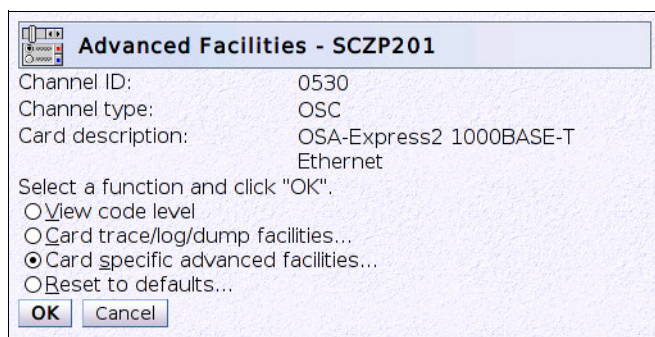 Advanced Facilities - SCZP201
Channel ID: 0530
Channel type: OSC
Card description: OSA-Express2 1000BASE-T
Ethernet
Select a function and click "OK".
View code level
Card trace/log/dump facilities...
Card specific advanced facilities...
Reset to defaults...
OK Cancel